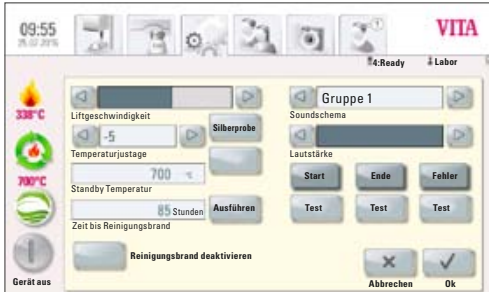 09:55
25.02.2015
VITA
4:Ready
Labor
338°C
700°C
Gerät aus
Liftgeschwindigkeit
-5
Silberprobe
Temperaturjustage
700 °C
Standby Temperatur
85 Stunden
Ausführen
Zeit bis Reinigungsbrand
Reinigungsbrand deaktivieren
Gruppe 1
Soundschema
Lautstärke
Start
Ende
Fehler
Test
Test
Test
Abbrechen
Ok